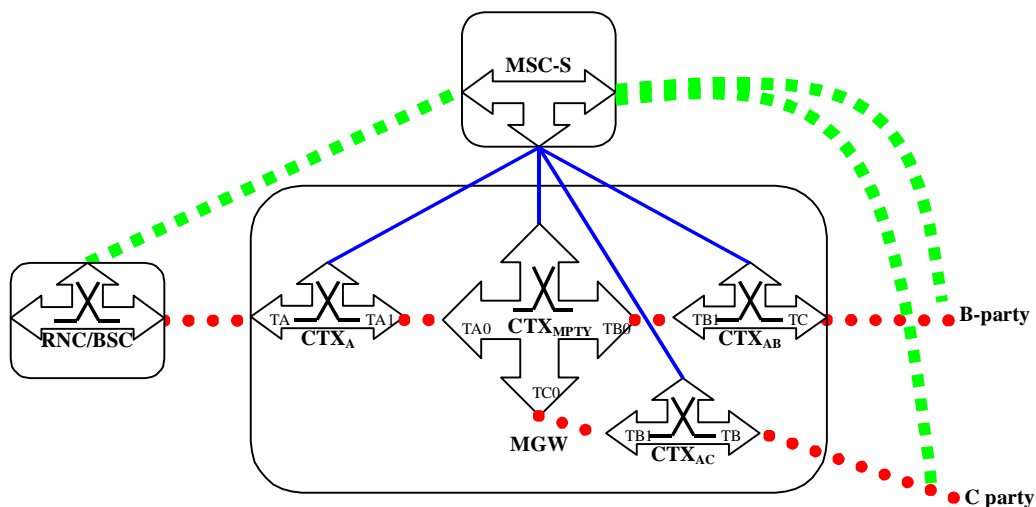 MSC-S
RNC/BSC
TA TA1
CTXA
TA0 CTXMPTY TB0
TC0
TB1 TC
CTXAB
B-party
MGW
TB1 TB
CTXAC
C party